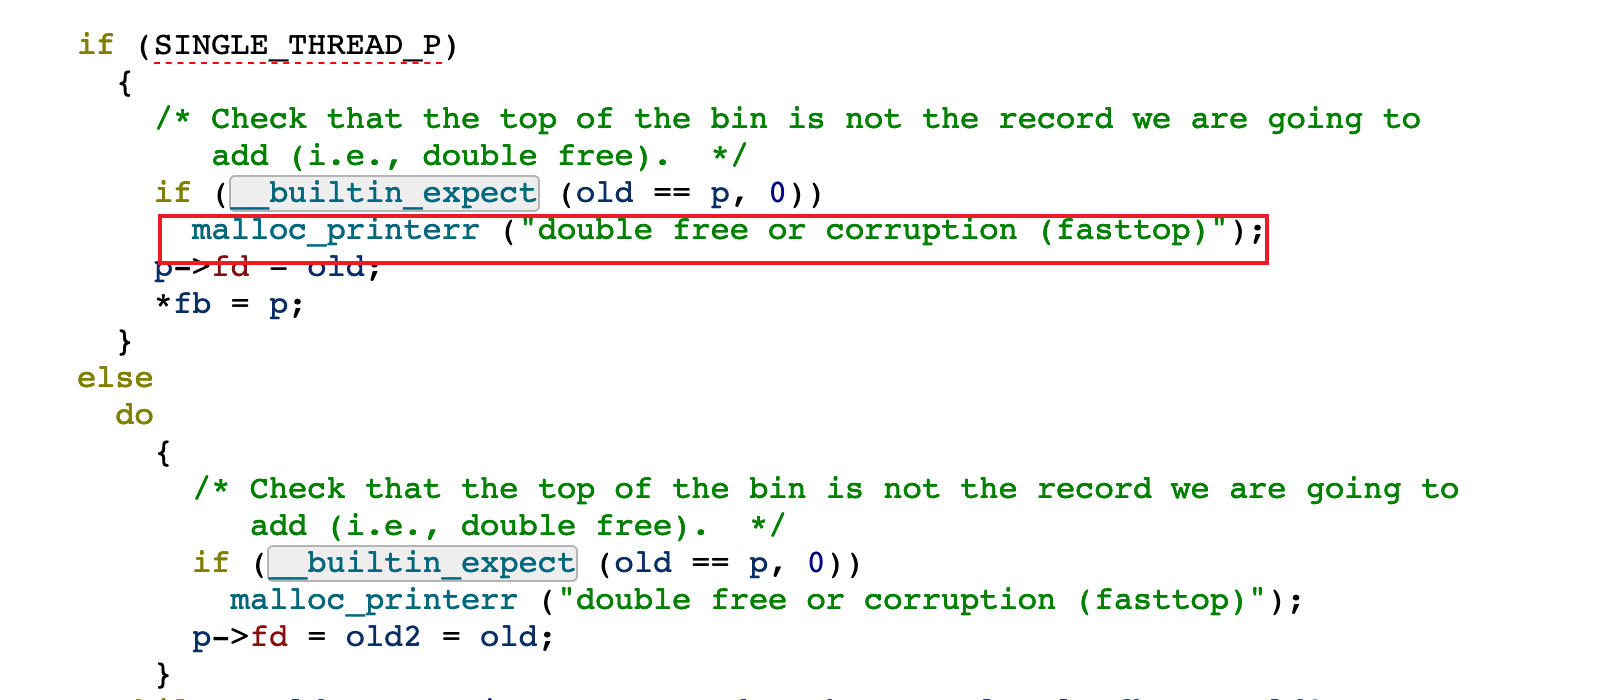 if (SINGLE_THREAD_P)
{
/* Check that the top of the bin is not the record we are going to
add (i.e., double free).  */
if (__builtin_expect (old == p, 0))
malloc_printerr ("double free or corruption (fasttop)");
p->fd = old;
*fb = p;
}
else
do
{
/* Check that the top of the bin is not the record we are going to
add (i.e., double free).  */
if (__builtin_expect (old == p, 0))
malloc_printerr ("double free or corruption (fasttop)");
p->fd = old2 = old;
}